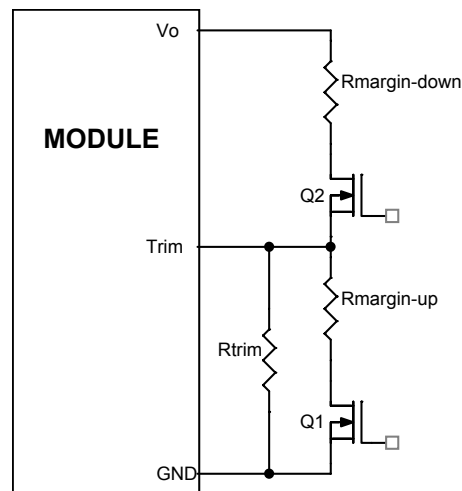 Vo
Rmargin-down
MODULE
Q2
Trim
Rmargin-up
Rtrim
Q1
GND